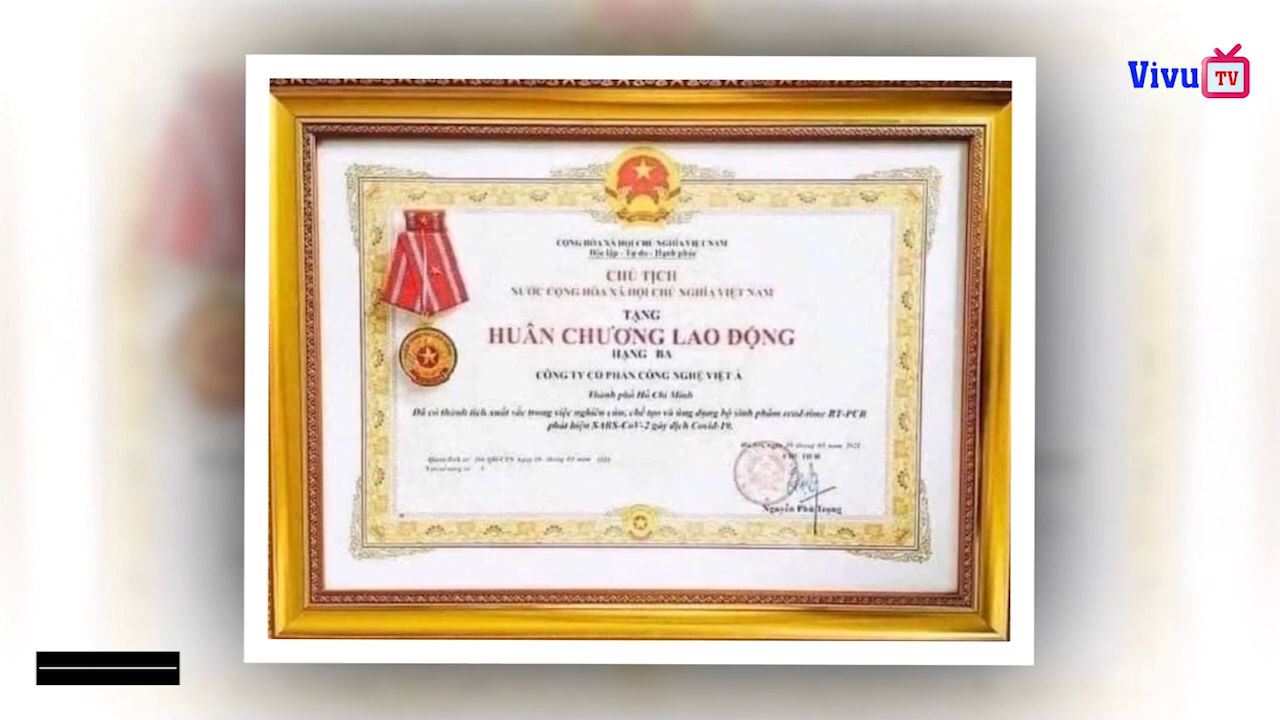 Vivu TV
CỘNG HÒA XÃ HỘI CHỦ NGHĨA VIỆT NAM
Độc lập - Tự do - Hạnh phúc
CHỦ TỊCH
NƯỚC CỘNG HÒA XÃ HỘI CHỦ NGHĨA VIỆT NAM
TẶNG
HUÂN CHƯƠNG LAO ĐỘNG
HẠNG BA
CÔNG TY CỔ PHẦN CÔNG NGHỆ VIỆT Á
Thành phố Hồ Chí Minh
Đã có thành tích xuất sắc trong việc nghiên cứu, chế tạo và ứng dụng bộ sinh phẩm real-time RT-PCR
phát hiện SARS-CoV-2 gây dịch Covid-19.
CHỦ TỊCH
Nguyễn Phú Trọng